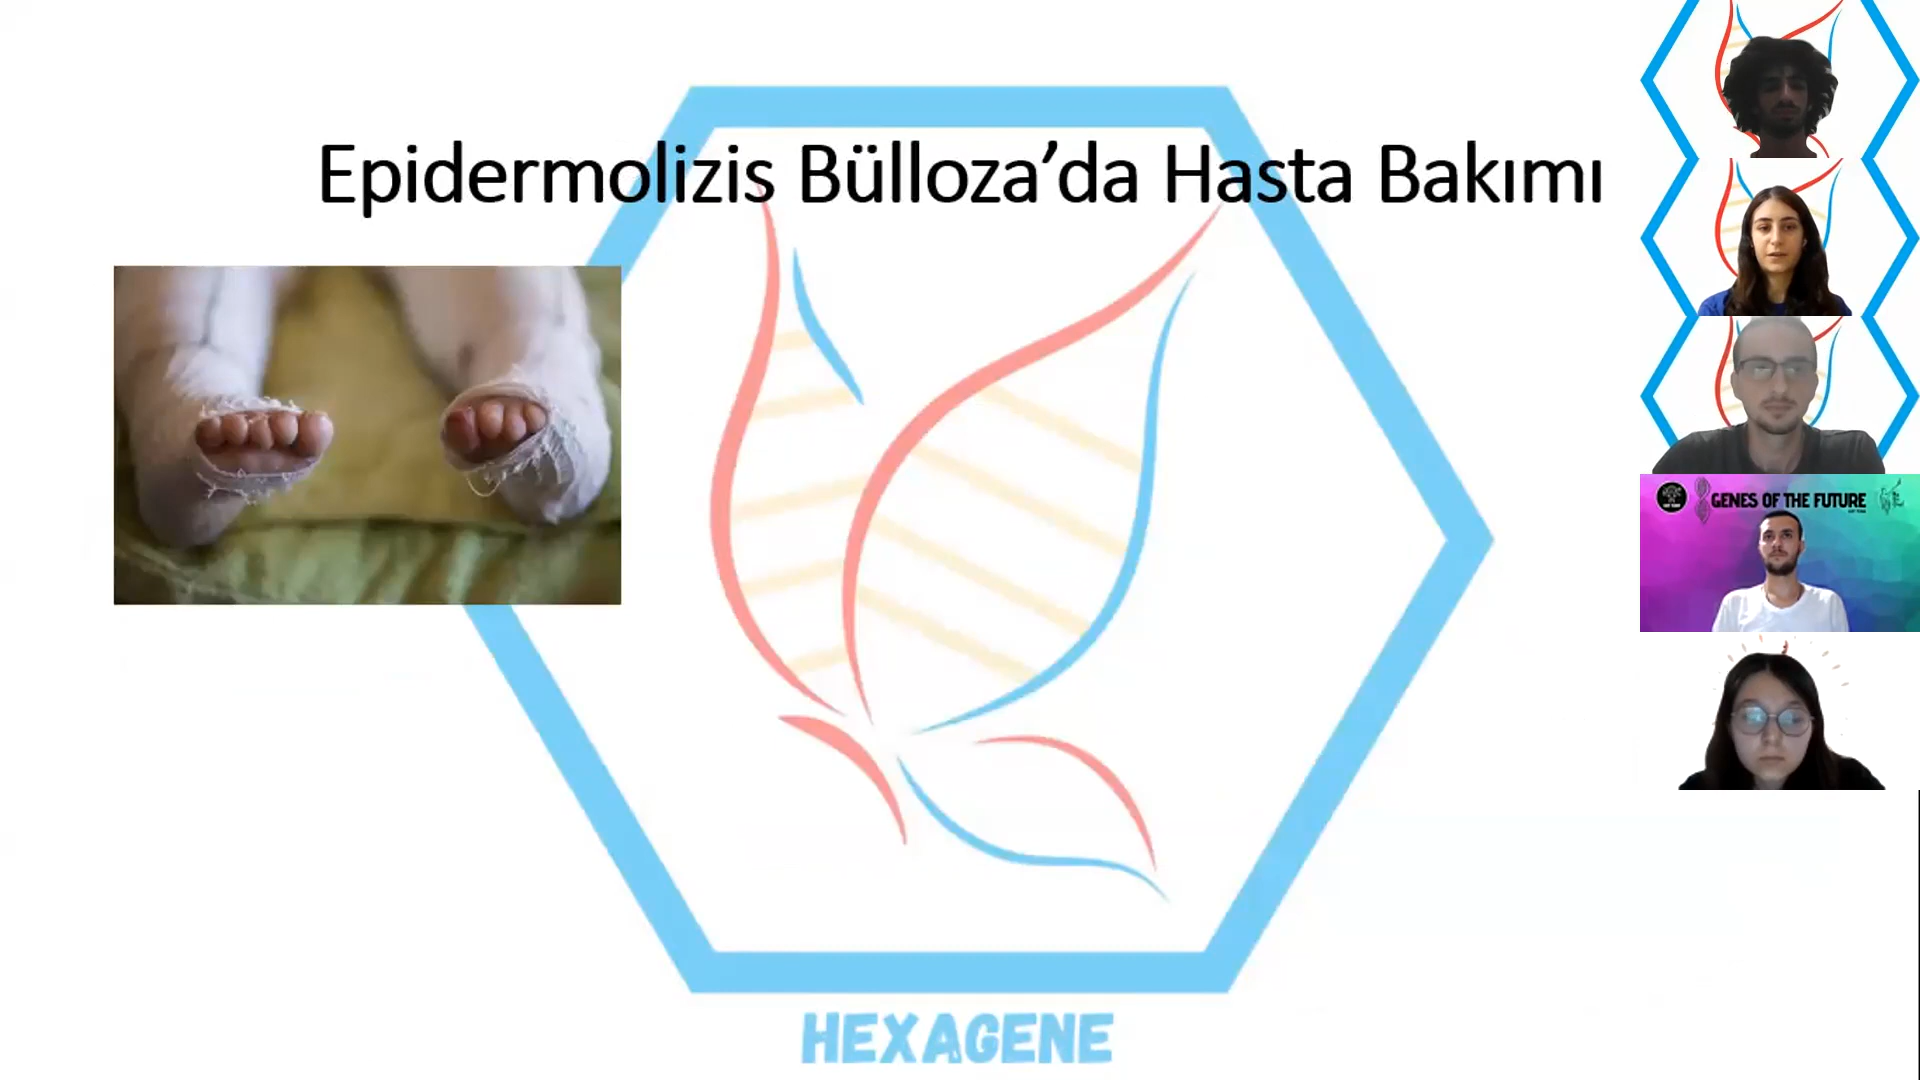 Epidermolizis Bülloza’da Hasta Bakımı
GENES OF THE FUTURE
HEXAGENE